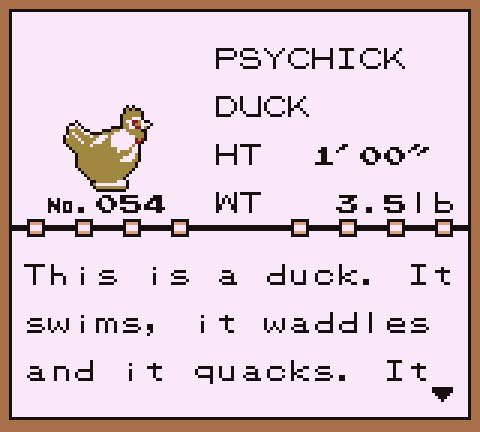 PSYCHICK
DUCK
HT 1′00″
No.054 WT 3.5lb
This is a duck. It
swims, it waddles
and it quacks. It